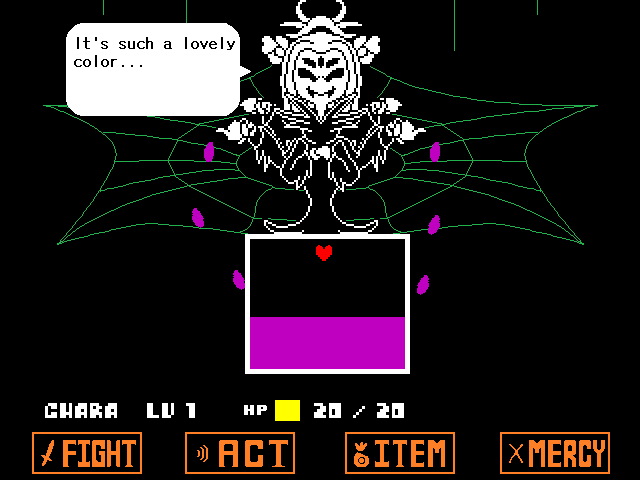 It's such a lovely
color...
CHARA LV 1 HP 20 / 20
FIGHT ACT ITEM MERCY